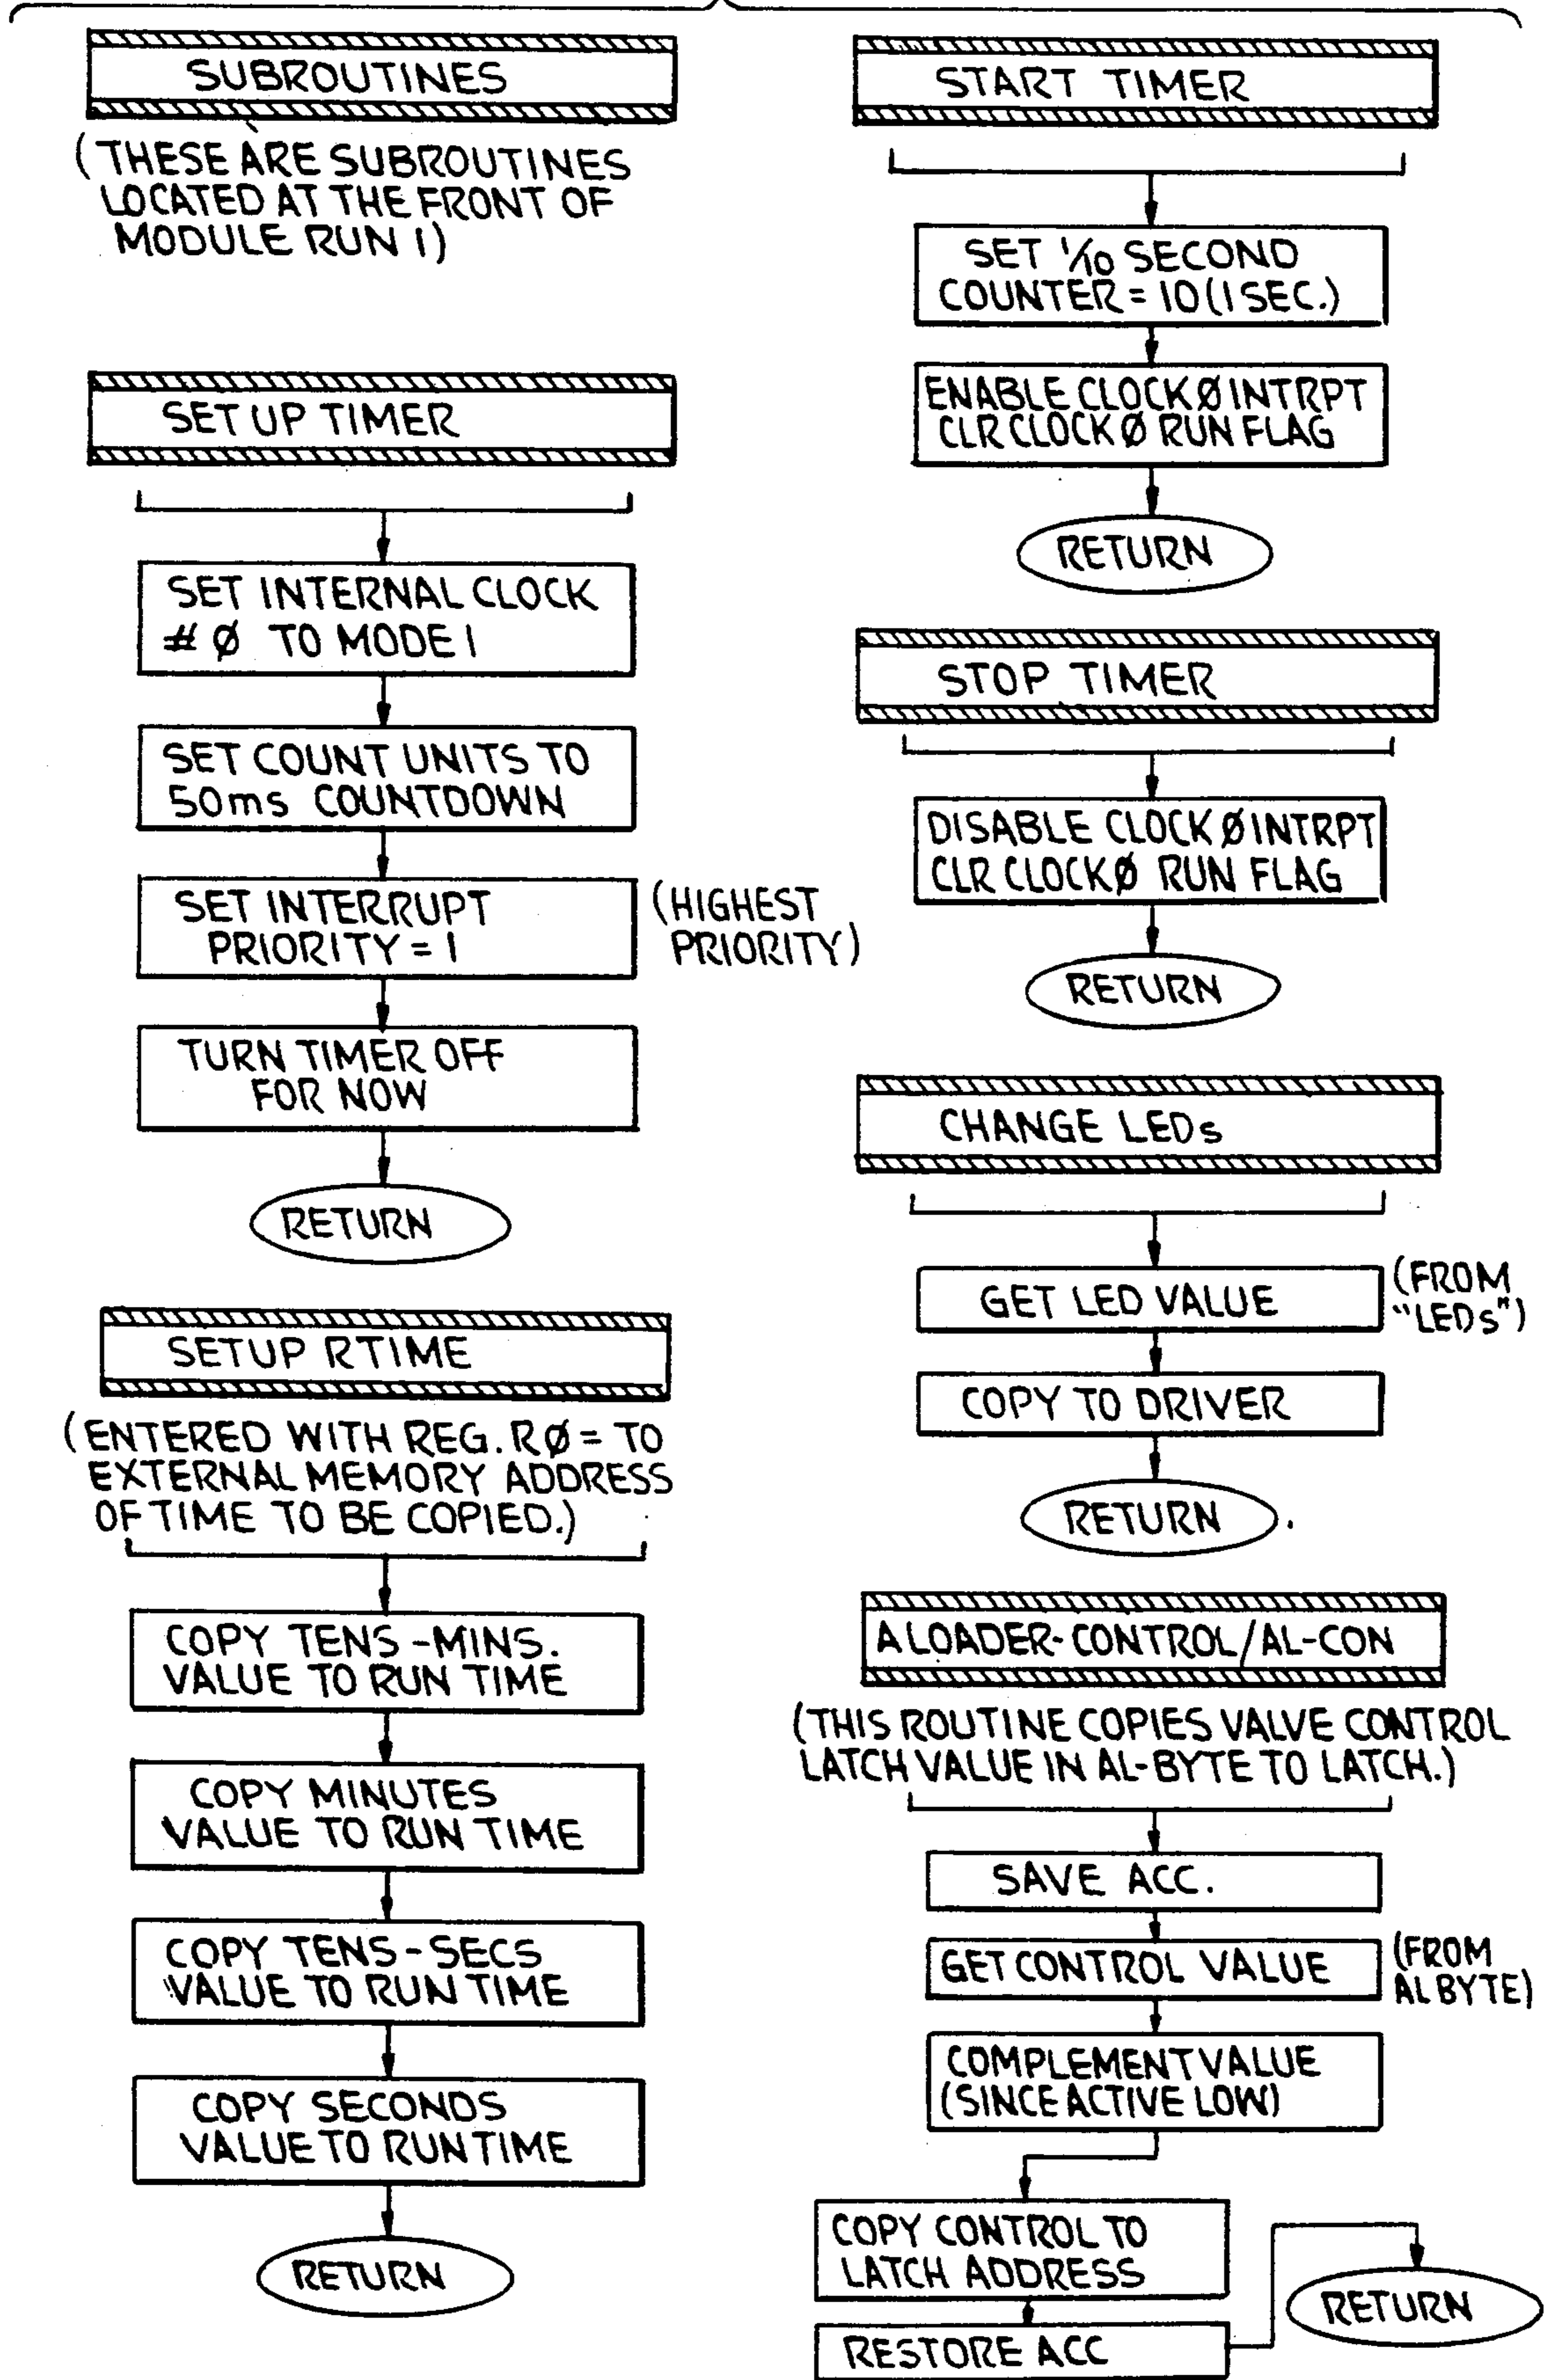 SUBROUTINES
(THESE ARE SUBROUTINES
LOCATED AT THE FRONT OF
MODULE RUN 1)
SET UP TIMER
SET INTERNAL CLOCK
# Ø TO MODE 1
SET COUNT UNITS TO
50ms COUNTDOWN
SET INTERRUPT
PRIORITY = 1
(HIGHEST
PRIORITY)
TURN TIMER OFF
FOR NOW
RETURN
SETUP RTIME
(ENTERED WITH REG. RØ = TO
EXTERNAL MEMORY ADDRESS
OF TIME TO BE COPIED.)
COPY TENS-MINS.
VALUE TO RUN TIME
COPY MINUTES
VALUE TO RUN TIME
COPY TENS-SECS
VALUE TO RUN TIME
COPY SECONDS
VALUE TO RUN TIME
RETURN
START TIMER
SET 1/10 SECOND
COUNTER = 10 (1 SEC.)
ENABLE CLOCK Ø INTRPT
CLR CLOCK Ø RUN FLAG
RETURN
STOP TIMER
DISABLE CLOCK Ø INTRPT
CLR CLOCK Ø RUN FLAG
RETURN
CHANGE LEDs
GET LED VALUE
(FROM
"LEDs")
COPY TO DRIVER
RETURN
A LOADER-CONTROL/AL-CON
(THIS ROUTINE COPIES VALVE CONTROL
LATCH VALUE IN AL-BYTE TO LATCH.)
SAVE ACC.
GET CONTROL VALUE
(FROM
AL BYTE)
COMPLEMENT VALUE
(SINCE ACTIVE LOW)
COPY CONTROL TO
LATCH ADDRESS
RESTORE ACC
RETURN